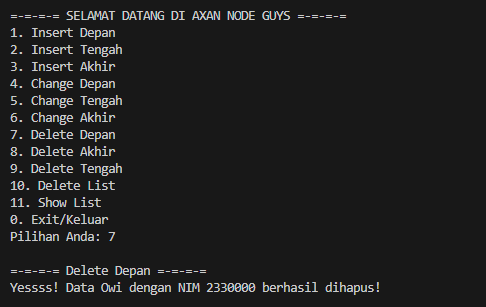 =-=-=-= SELAMAT DATANG DI AXAN NODE GUYS =-=-=-=
1. Insert Depan
2. Insert Tengah
3. Insert Akhir
4. Change Depan
5. Change Tengah
6. Change Akhir
7. Delete Depan
8. Delete Akhir
9. Delete Tengah
10. Delete List
11. Show List
0. Exit/Keluar
Pilihan Anda: 7
=-=-=-= Delete Depan =-=-=-=
Yessss! Data Owi dengan NIM 2330000 berhasil dihapus!